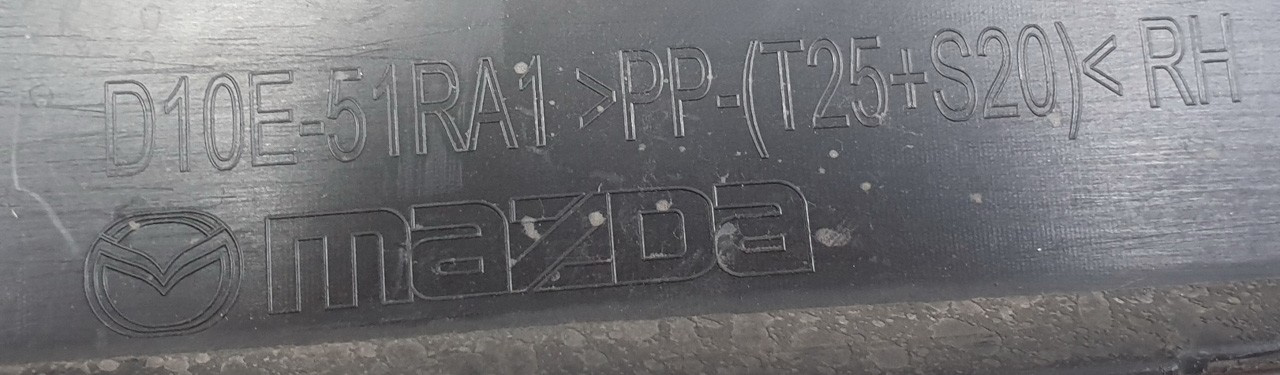 D10E-51RA1 >PP-(T25+S20)< RH
mazda